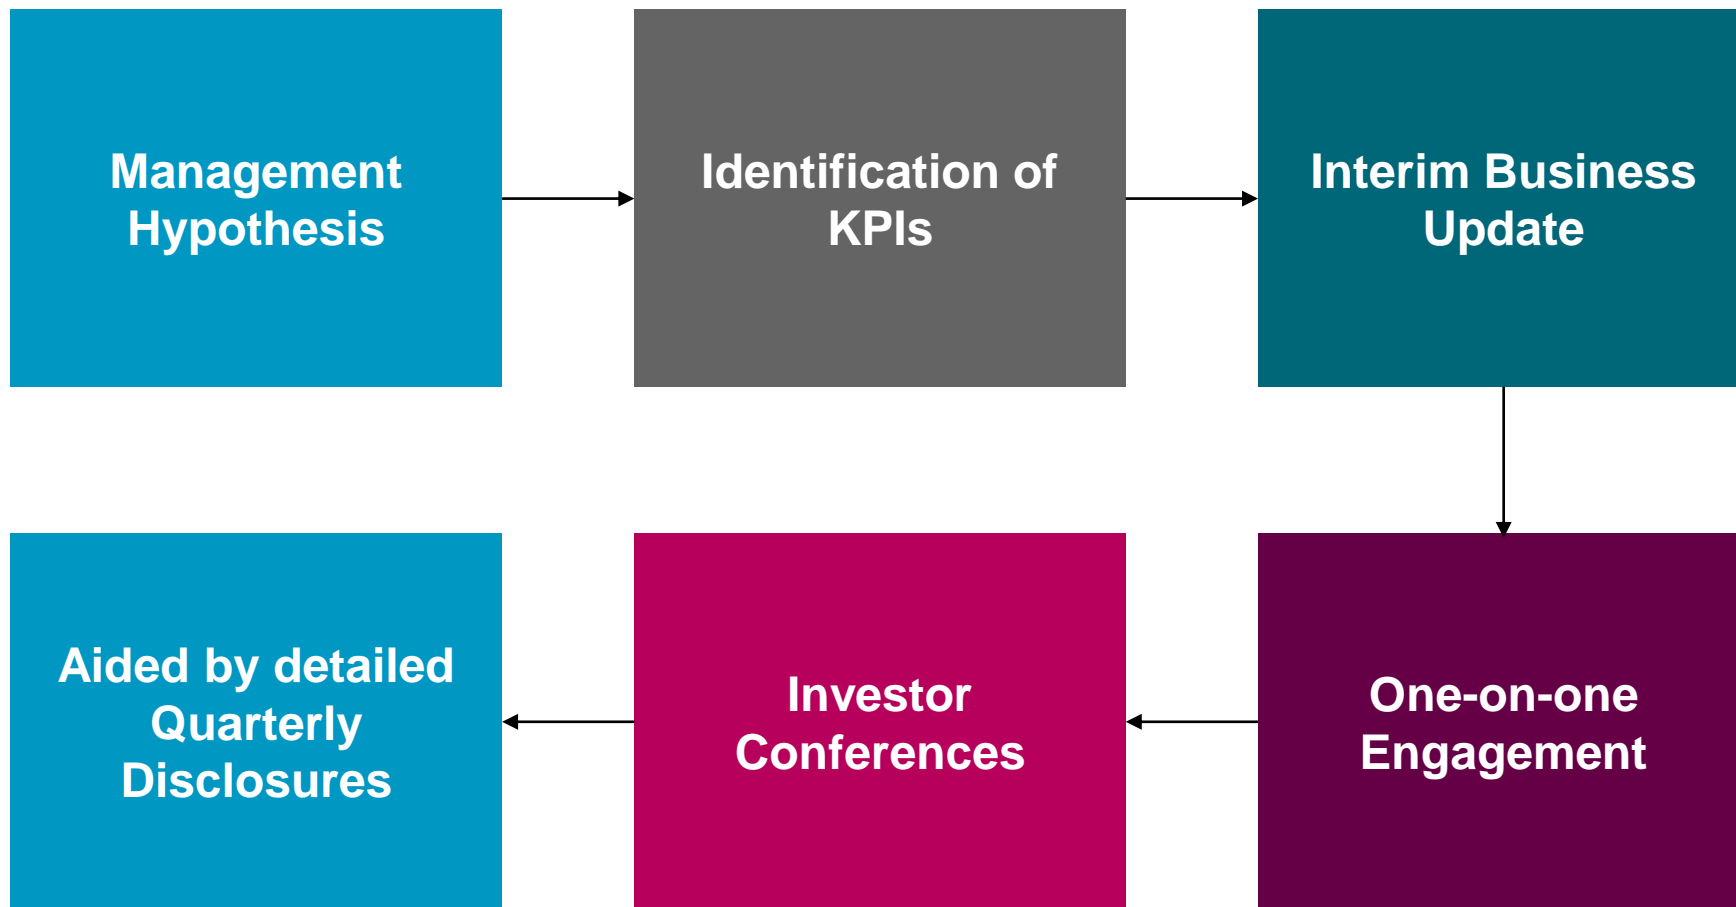 Management
Hypothesis
Identification of
KPIs
Interim Business
Update
Aided by detailed
Quarterly
Disclosures
Investor
Conferences
One-on-one
Engagement